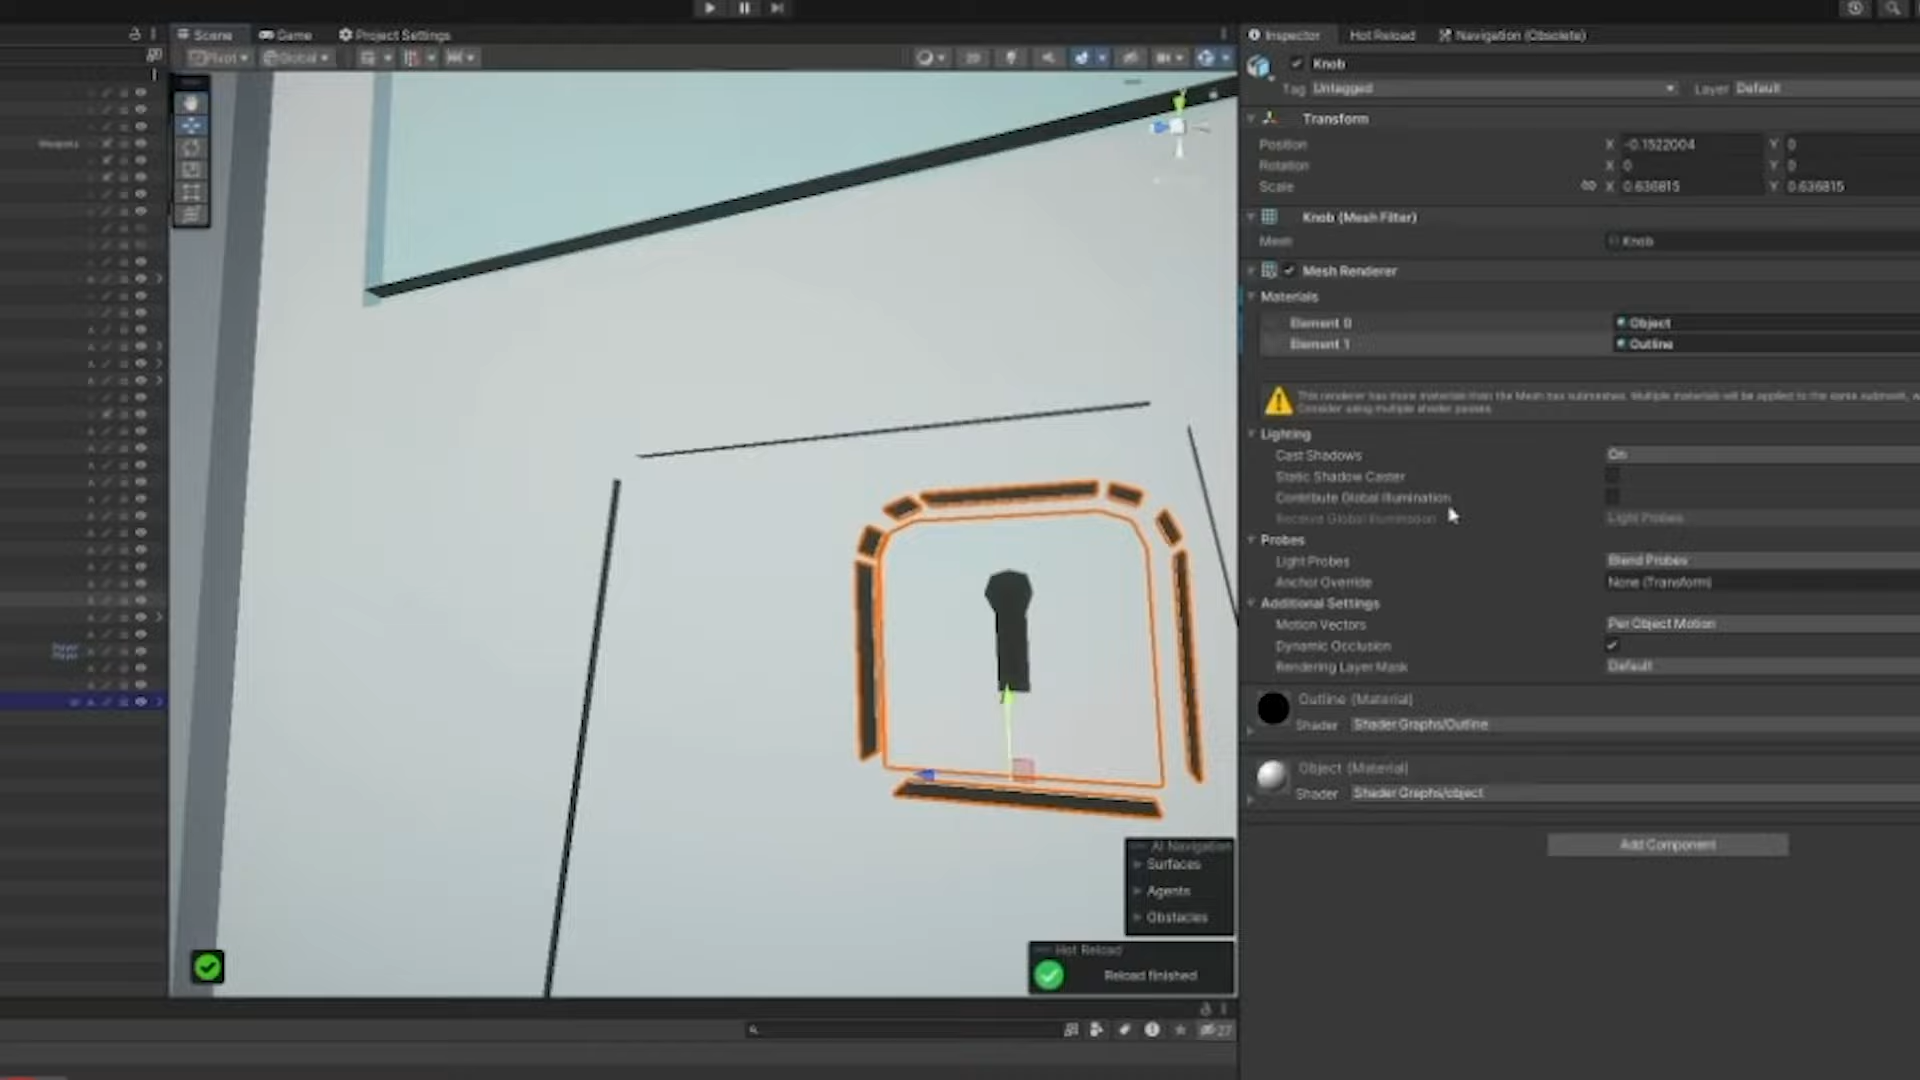 Scene Game Project Settings
Inspector Hot Reload Navigation (Obsolete)
Pivot Global
Knob
Tag Untagged Layer Default
Transform
Position X -0.1522004 Y 0
Rotation X 0 Y 0
Scale X 0.636815 Y 0.636815
Knob (Mesh Filter)
Mesh Knob
Mesh Renderer
Materials
Element 0 Object
Element 1 Outline
This renderer has more materials than the Mesh has submeshes. Multiple materials will be applied to the same submesh, w
Consider using multiple shader passes.
Lighting
Cast Shadows On
Static Shadow Caster
Contribute Global Illumination
Receive Global Illumination Light Probes
Probes
Light Probes Blend Probes
Anchor Override None (Transform)
Additional Settings
Motion Vectors Per Object Motion
Dynamic Occlusion
Rendering Layer Mask Default
Outline (Material)
Shader Shader Graphs/Outline
Object (Material)
Shader Shader Graphs/object
Add Component
AI Navigation
Surfaces
Agents
Obstacles
Hot Reload
Reload finished
27